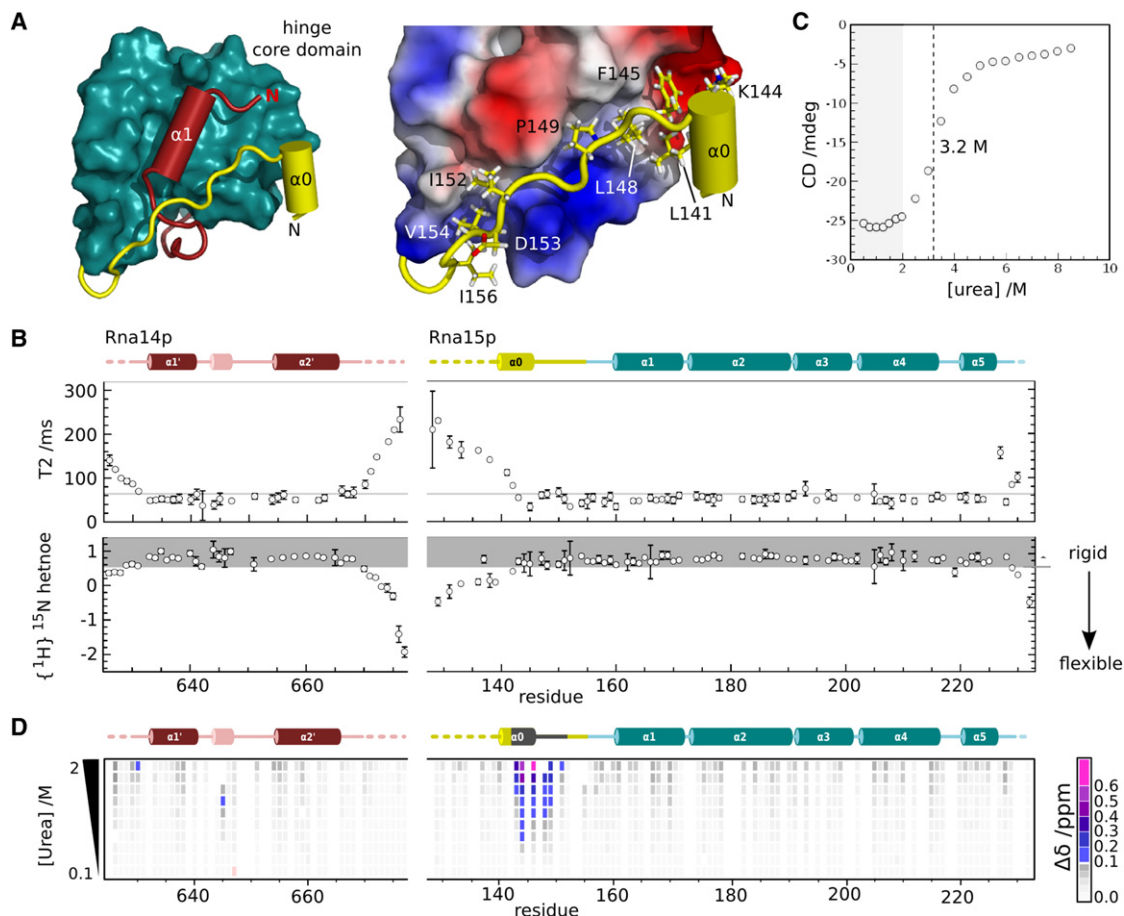 A
hinge
core domain
N
α1
α0
N
F145
K144
P149
α0
I152
L148
N
L141
V154
D153
I156
C
0
-5
-10
-15
-20
-25
-30
CD /mdeg
3.2 M
0 2 4 6 8 10
[urea] /M
B
Rna14p
Rna15p
α1' α2'
α0 α1 α2 α3 α4 α5
300
200
100
0
T2 /ms
1
0
-1
-2
{¹H} ¹⁵N hetnoe
rigid
flexible
640 660
140 160 180 200 220
residue
D
α1' α2'
α0 α1 α2 α3 α4 α5
2
0.1
[Urea] /M
640 660
140 160 180 200 220
residue
0.6
0.5
0.4
0.3
0.2
0.1
0.0
Δδ /ppm